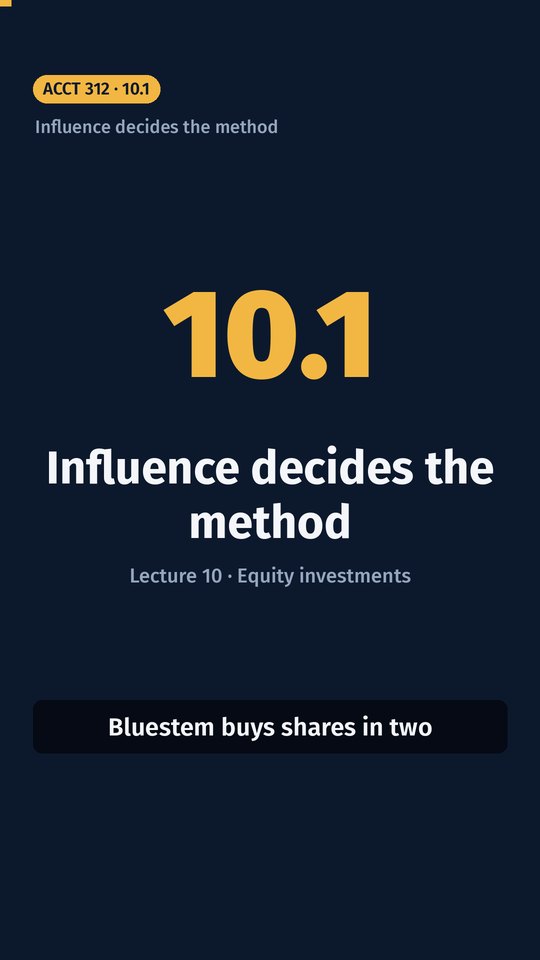 ACCT 312 · 10.1
Influence decides the method
10.1
Influence decides the
method
Lecture 10 · Equity investments
Bluestem buys shares in two